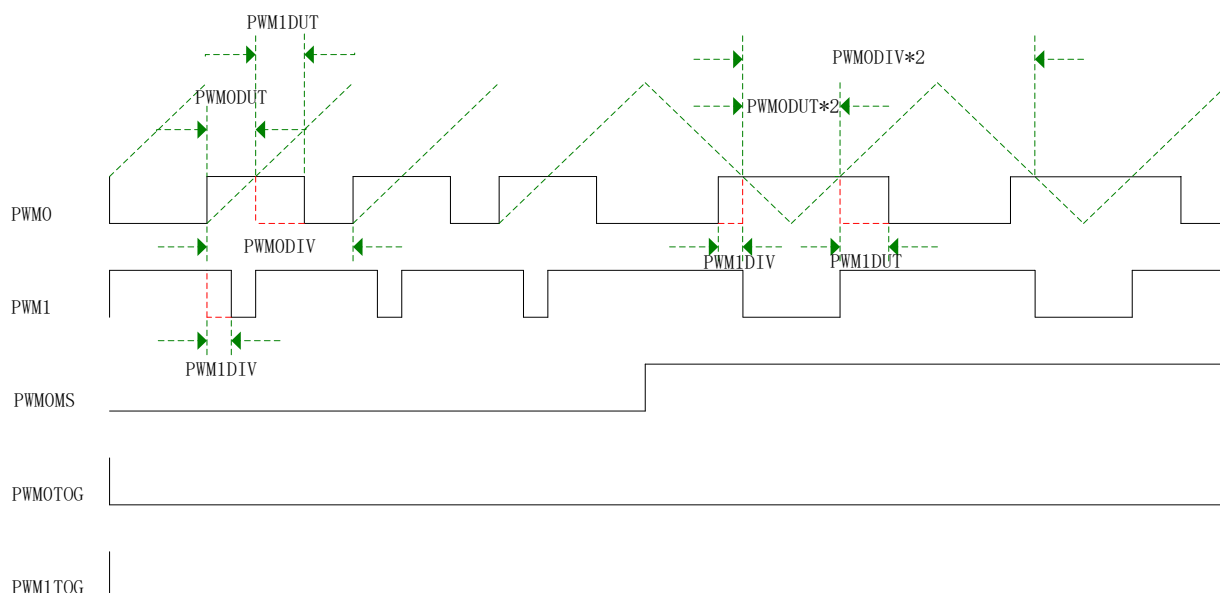 PWM1DUT
PWM0DIV*2
PWM0DUT
PWM0DUT*2
PWM0
PWM0DIV
PWM1DIV
PWM1DUT
PWM1
PWM1DIV
PWM0MS
PWM0TOG
PWM1TOG